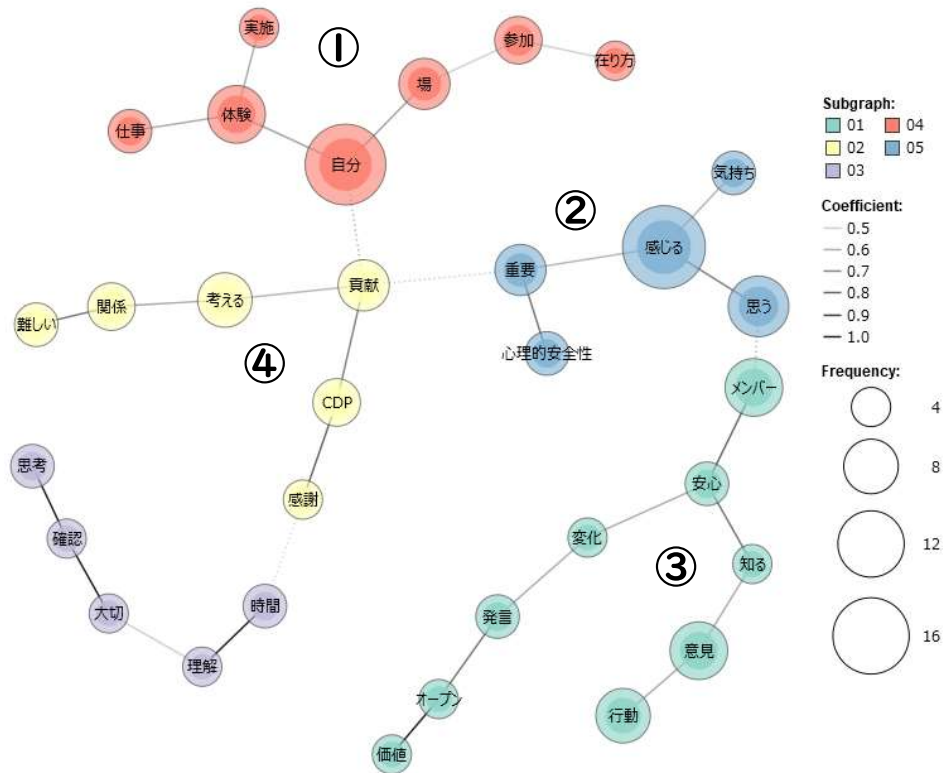 実施
①
参加
在り方
場
仕事
体験
自分
Subgraph:
01
04
02
05
03
気持ち
②
感じる
重要
貢献
考える
関係
難しい
思う
心理的安全性
Coefficient:
0.5
0.6
0.7
0.8
0.9
1.0
④
CDP
メンバー
Frequency:
4
8
12
16
思考
感謝
安心
確認
変化
③
知る
大切
時間
発言
理解
意見
オープン
行動
価値